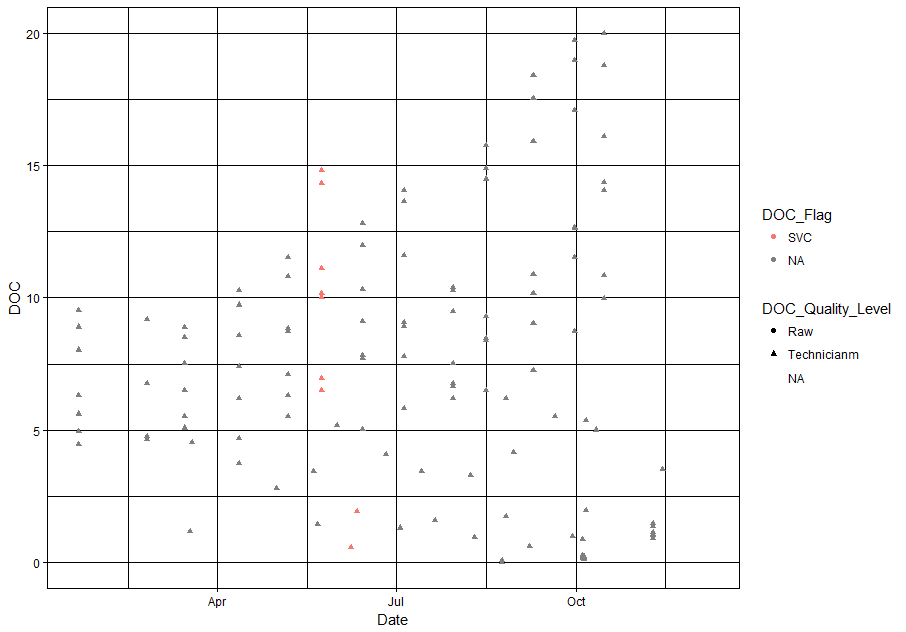 20
15
10
5
0
DOC
Apr
Jul
Oct
Date
DOC_Flag
SVC
NA
DOC_Quality_Level
Raw
Technicianm
NA